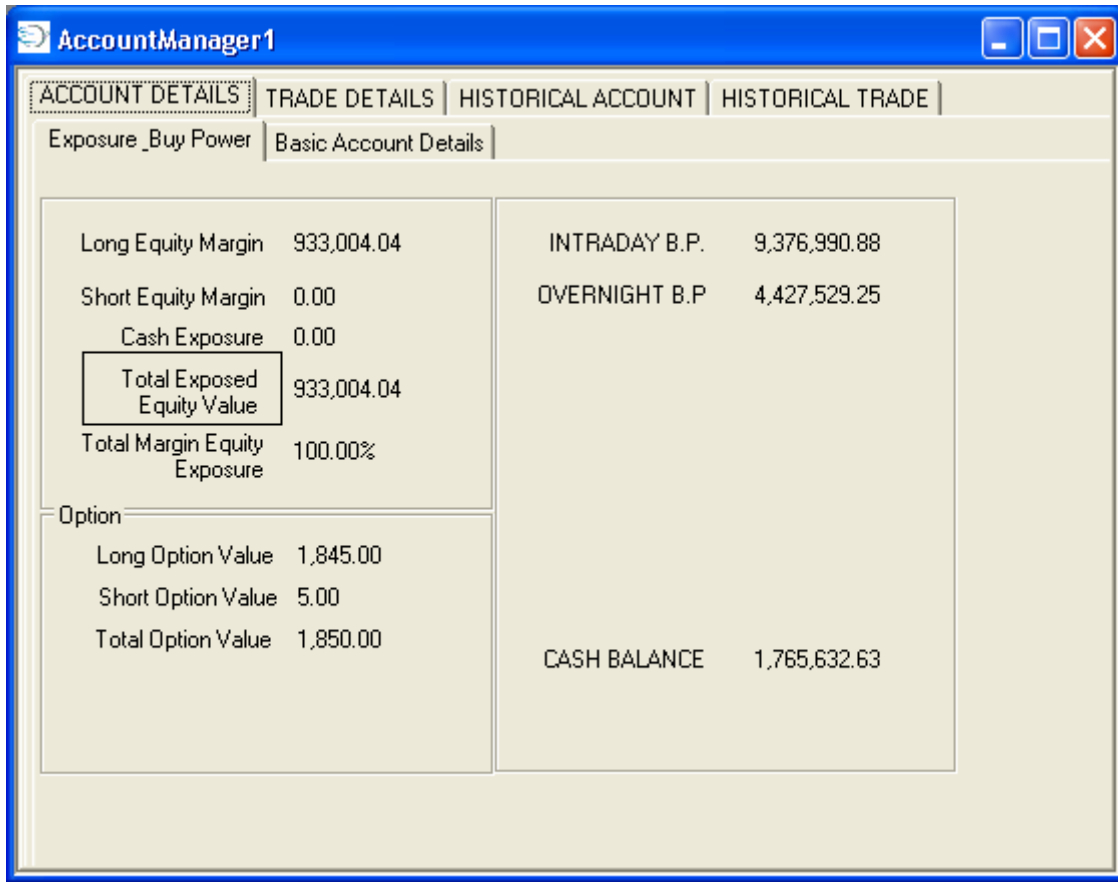 AccountManager1
ACCOUNT DETAILS TRADE DETAILS HISTORICAL ACCOUNT HISTORICAL TRADE
Exposure_Buy Power Basic Account Details
Long Equity Margin 933,004.04
Short Equity Margin 0.00
Cash Exposure 0.00
Total Exposed
Equity Value 933,004.04
Total Margin Equity
Exposure 100.00%
Option
Long Option Value 1,845.00
Short Option Value 5.00
Total Option Value 1,850.00
INTRADAY B.P. 9,376,990.88
OVERNIGHT B.P 4,427,529.25
CASH BALANCE 1,765,632.63